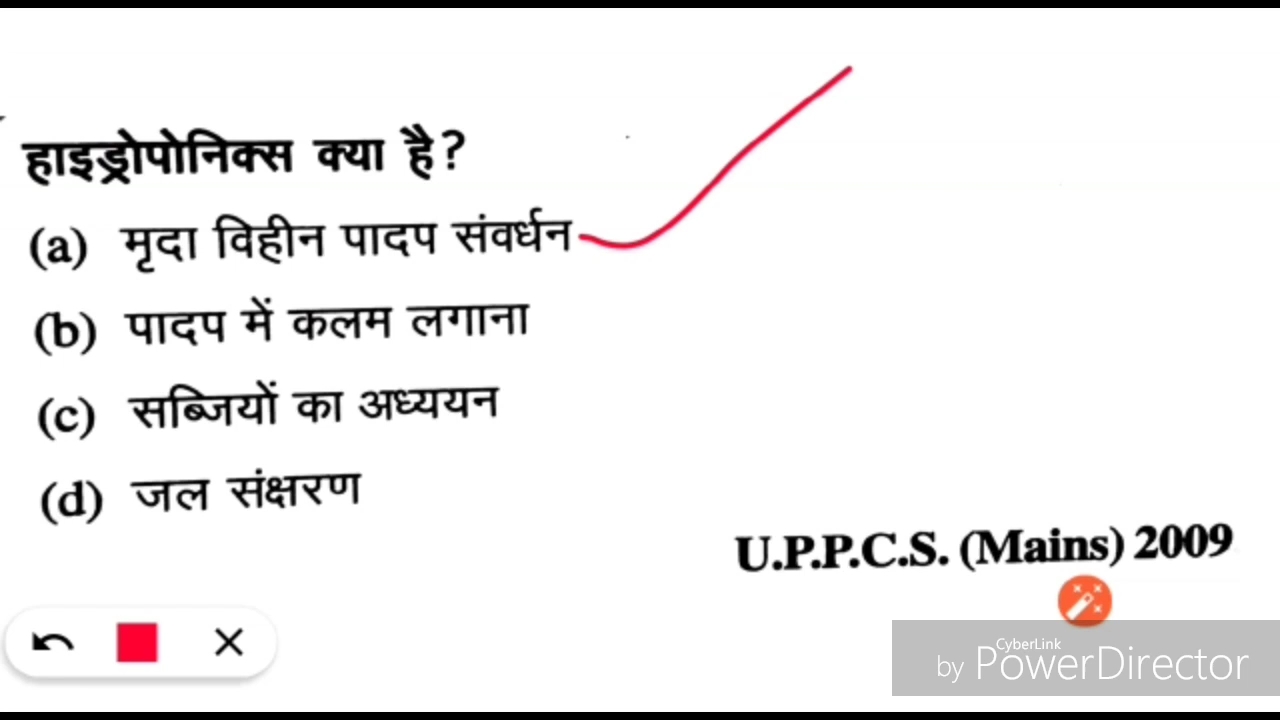 हाइड्रोपोनिक्स क्या है?
(a) मृदा विहीन पादप संवर्धन
(b) पादप में कलम लगाना
(c) सब्जियों का अध्ययन
(d) जल संक्षरण
U.P.P.C.S. (Mains) 2009
CyberLink
by PowerDirector